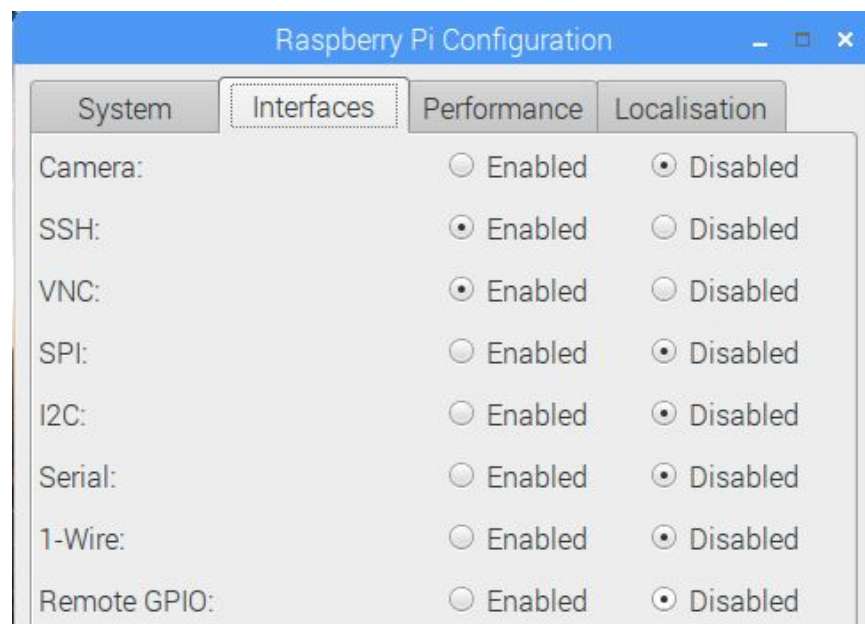 Raspberry Pi Configuration
System Interfaces Performance Localisation
Camera: Enabled Disabled
SSH: Enabled Disabled
VNC: Enabled Disabled
SPI: Enabled Disabled
I2C: Enabled Disabled
Serial: Enabled Disabled
1-Wire: Enabled Disabled
Remote GPIO: Enabled Disabled